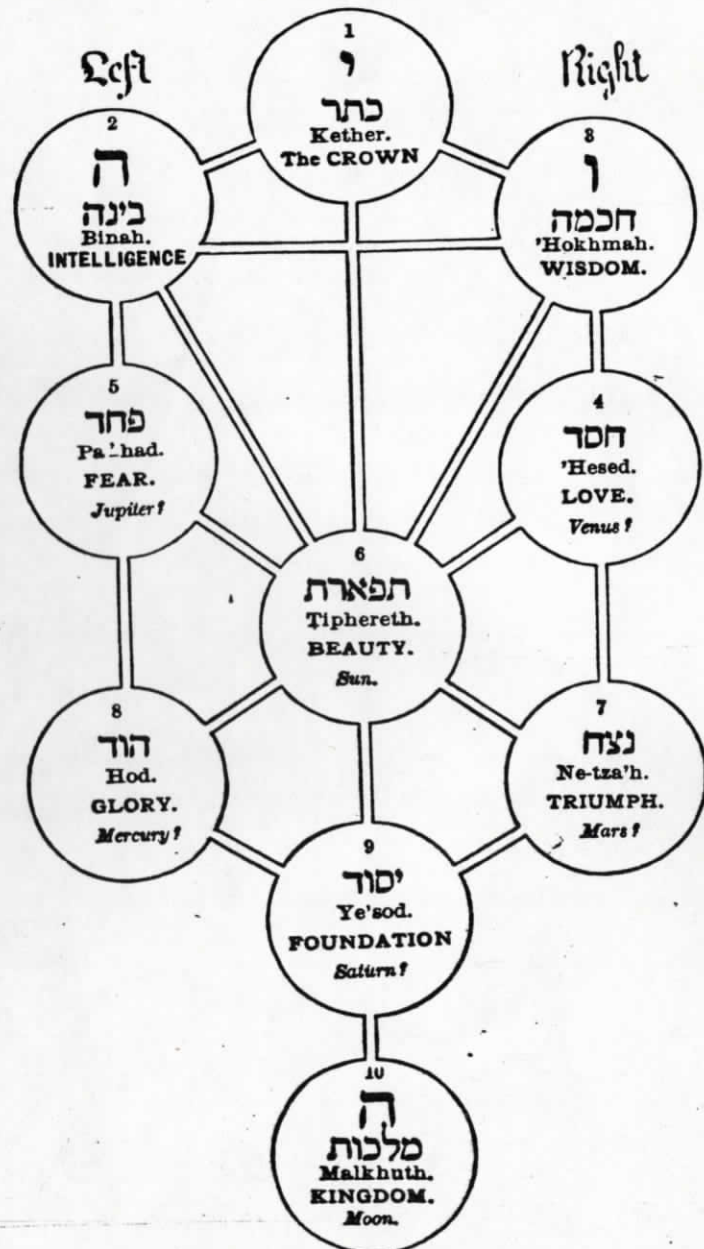 Left
Right
1
י
כתר
Kether.
The CROWN
2
ה
בינה
Binah.
INTELLIGENCE
3
ו
חכמה
'Hokhmah.
WISDOM.
5
פחד
Pa'-had.
FEAR.
Jupiter?
4
חסד
'Hesed.
LOVE.
Venus?
6
תפארת
Tiphereth.
BEAUTY.
Sun.
8
הוד
Hod.
GLORY.
Mercury?
7
נצח
Ne-tza'h.
TRIUMPH.
Mars?
9
יסוד
Ye'sod.
FOUNDATION
Saturn?
10
ה
מלכות
Malkhuth.
KINGDOM.
Moon.